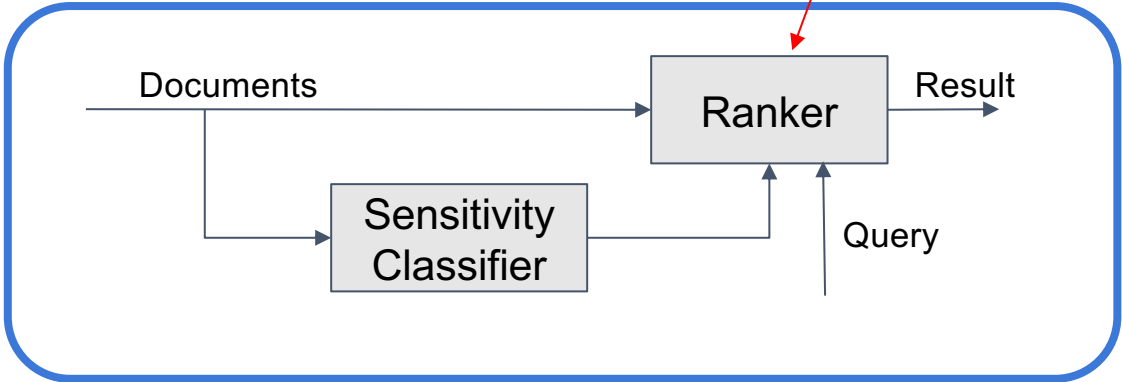 Documents
Ranker
Result
Sensitivity
Classifier
Query